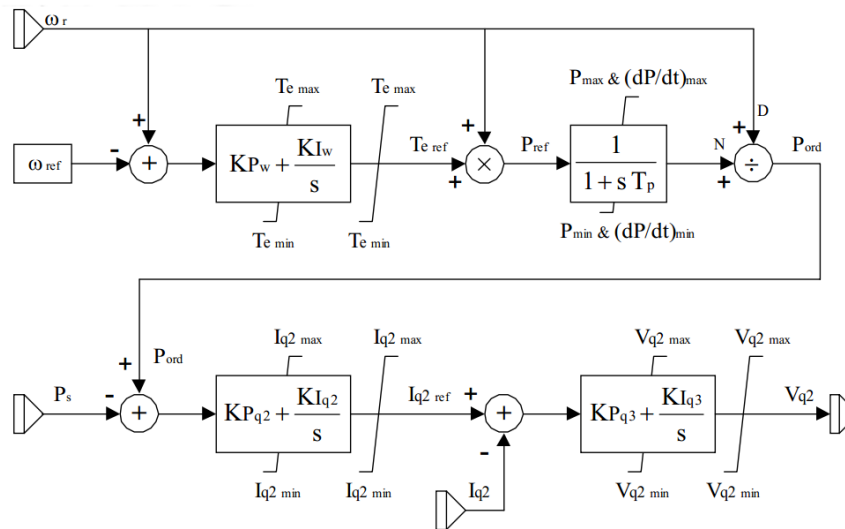 ω r
Te max Te max Pmax & (dP/dt)max
D
+ + +
ω ref - + KPw + KIw/s Te ref + × Pref 1/(1 + s Tp) N + ÷ Pord
Te min Te min Pmin & (dP/dt)min
Iq2 max Iq2 max Vq2 max Vq2 max
+ Pord
Ps - + KPq2 + KIq2/s Iq2 ref + + KPq3 + KIq3/s Vq2
-
Iq2 min Iq2 min Iq2 Vq2 min Vq2 min